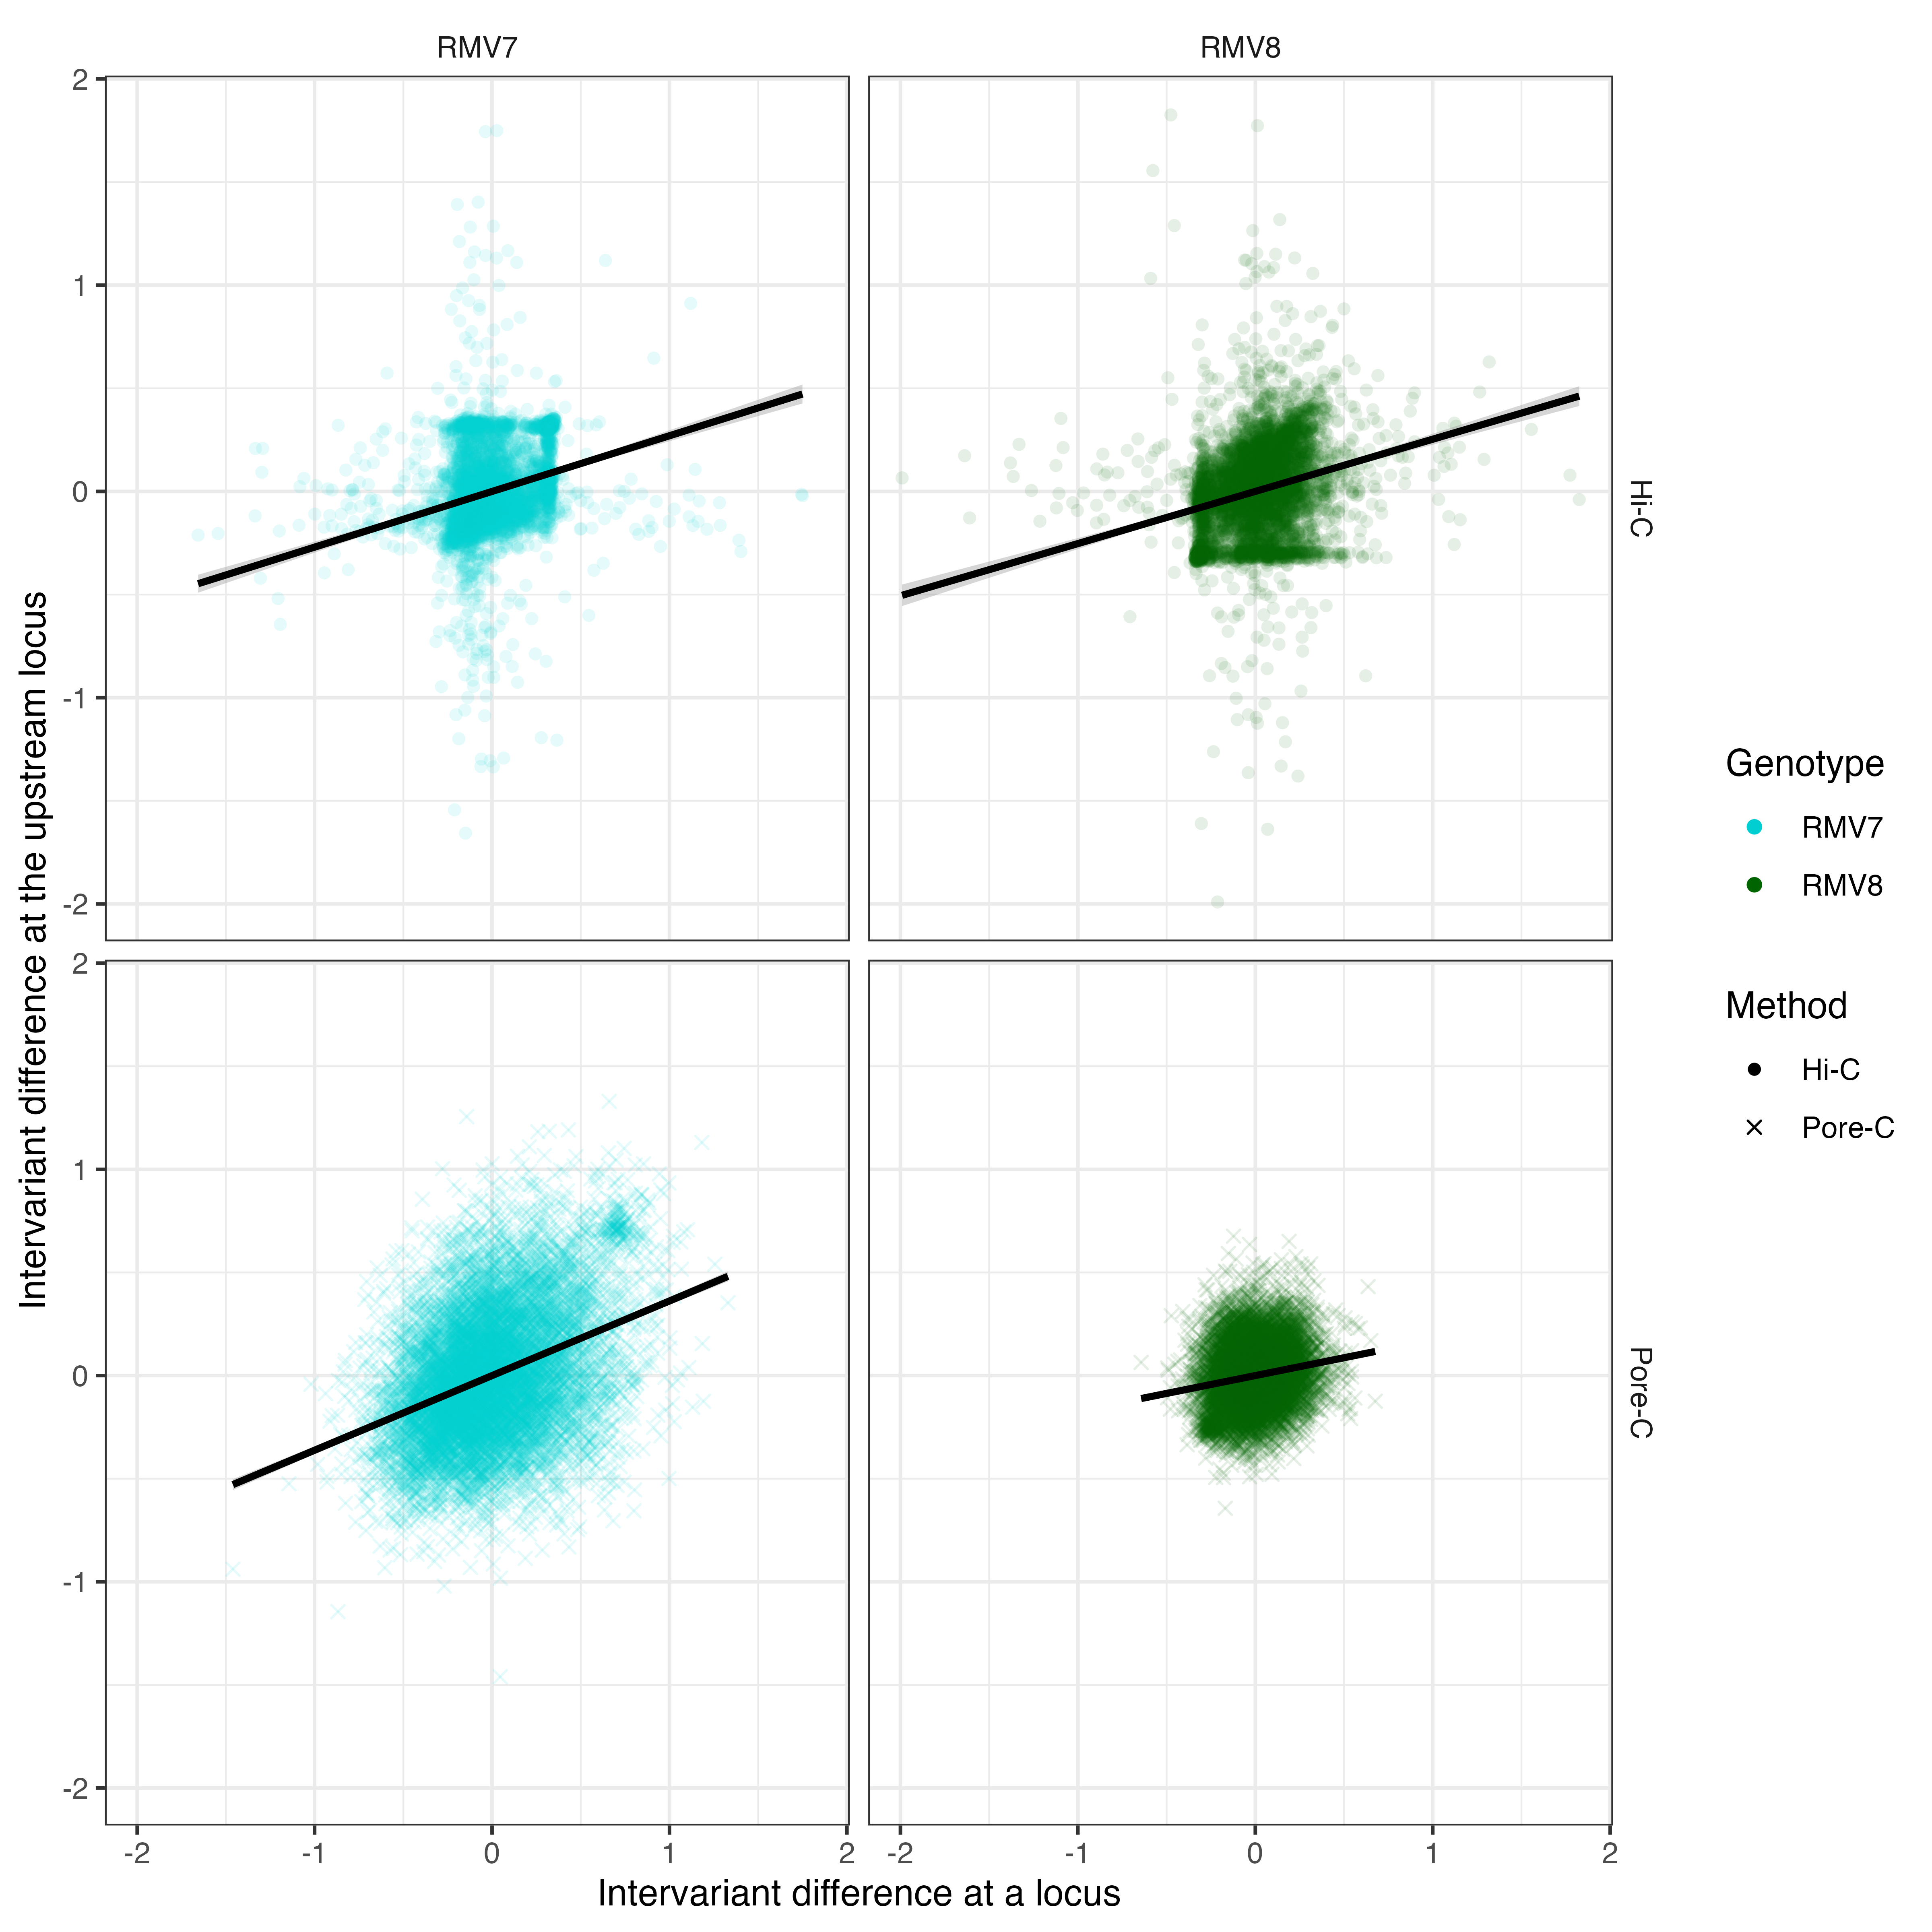 RMV7 RMV8
2
1
0
-1
-2
Hi-C
2
1
0
-1
-2
Pore-C
-2 -1 0 1 2 -2 -1 0 1 2
Intervariant difference at a locus
Intervariant difference at the upstream locus
Genotype
RMV7
RMV8
Method
Hi-C
Pore-C